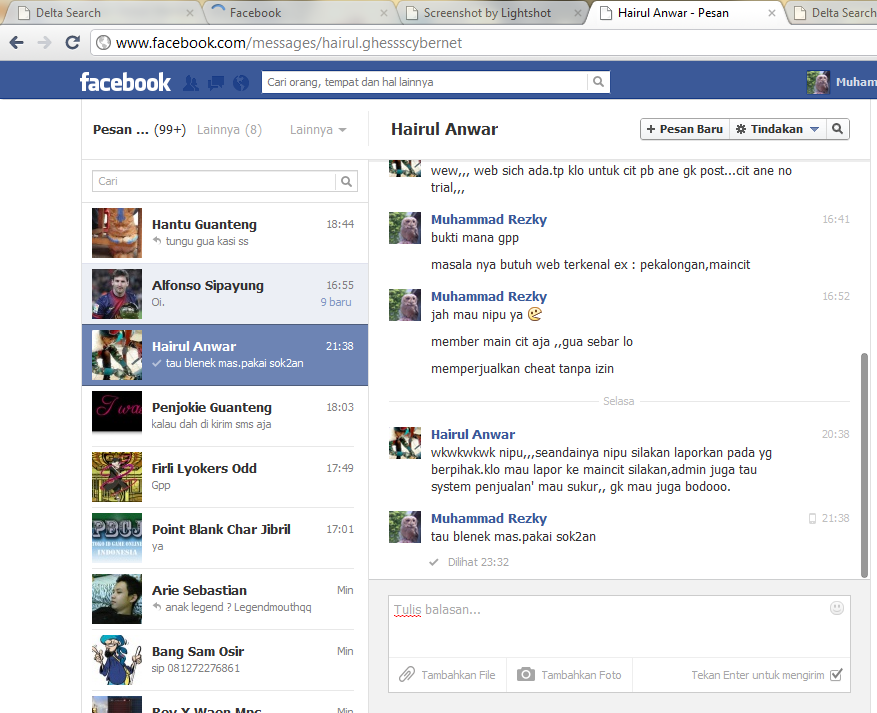 Delta Search
Facebook
Screenshot by Lightshot
Hairul Anwar - Pesan
Delta Search
www.facebook.com/messages/hairul.ghessscybernet
facebook
Cari orang, tempat dan hal lainnya
Muham
Pesan ... (99+)
Lainnya (8)
Lainnya
Hairul Anwar
+ Pesan Baru
Tindakan
Cari
Hantu Guanteng
18:44
tungu gua kasi ss
Alfonso Sipayung
16:55
Oi.
9 baru
Hairul Anwar
21:38
tau blenek mas.pakai sok2an
Penjokie Guanteng
18:03
kalau dah di kirim sms aja
Firli Lyokers Odd
17:49
Gpp
Point Blank Char Jibril
17:01
ya
Arie Sebastian
Min
anak legend ? Legendmouthqq
Bang Sam Osir
Min
sip 081272276861
Boy X Waon Mpc
Min
wew,,, web sich ada.tp klo untuk cit pb ane gk post...cit ane no
trial,,,
Muhammad Rezky
16:41
bukti mana gpp
masala nya butuh web terkenal ex : pekalongan,maincit
Muhammad Rezky
16:52
jah mau nipu ya
member main cit aja ,,gua sebar lo
memperjualkan cheat tanpa izin
Selasa
Hairul Anwar
20:38
wkwkwkwk nipu,,,seandainya nipu silakan laporkan pada yg
berpihak.klo mau lapor ke maincit silakan,admin juga tau
system penjualan' mau sukur,, gk mau juga bodooo.
Muhammad Rezky
21:38
tau blenek mas.pakai sok2an
Dilihat 23:32
Tulis balasan...
Tambahkan File
Tambahkan Foto
Tekan Enter untuk mengirim